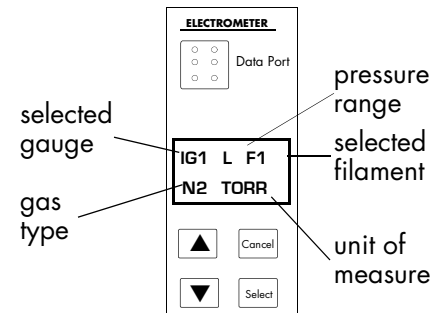 ELECTROMETER
Data Port
pressure
range
selected
gauge
selected
filament
IG1 L F1
N2 TORR
gas
type
Cancel
unit of
measure
Select